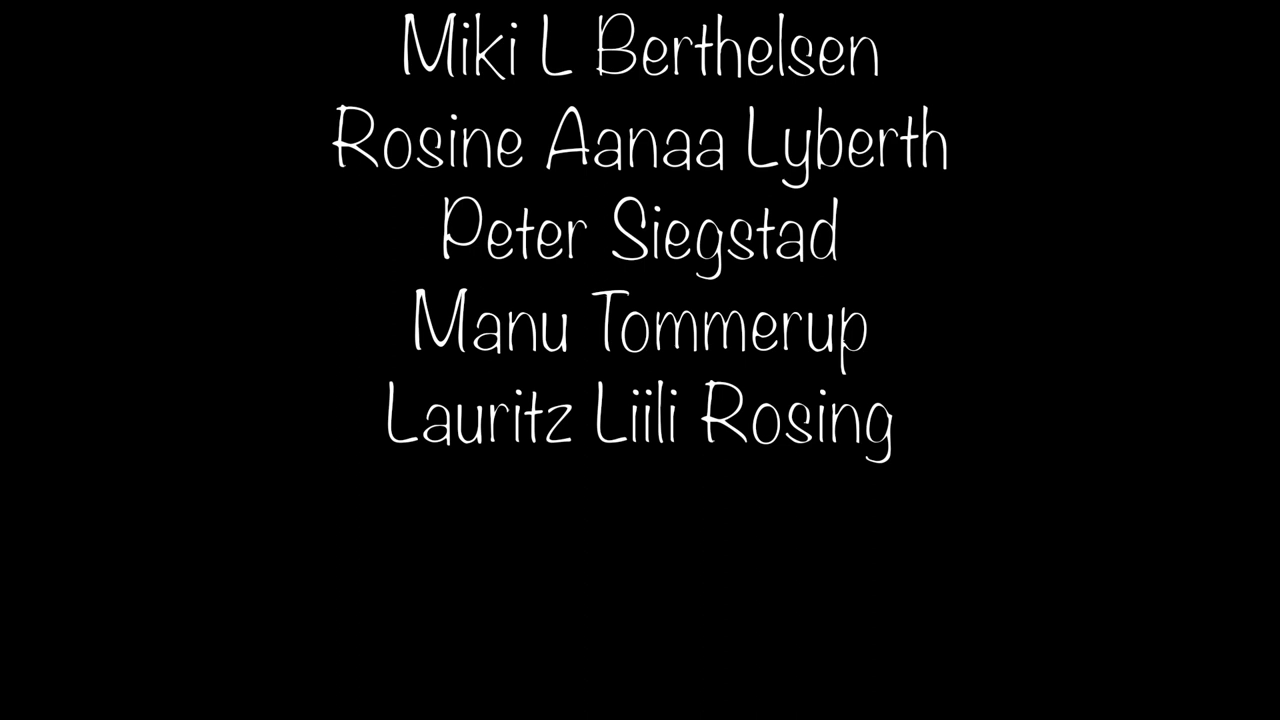 Miki L Berthelsen
Rosine Aanaa Lyberth
Peter Siegstad
Manu Tommerup
Lauritz Liili Rosing